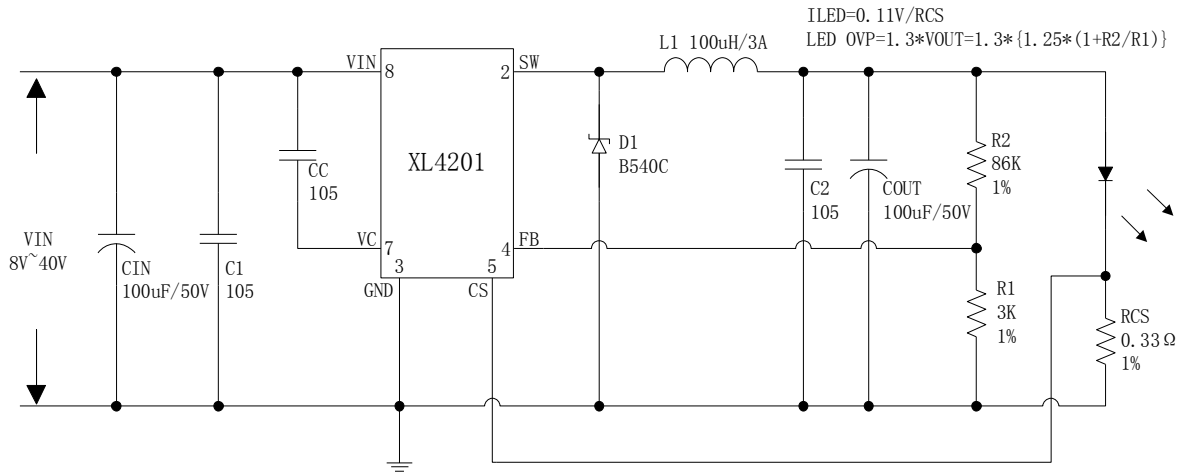 ILED=0.11V/RCS
LED OVP=1.3*VOUT=1.3*{1.25*(1+R2/R1)}
L1 100uH/3A
VIN
8
2
SW
XL4201
CC
105
D1
B540C
R2
86K
1%
C2
105
COUT
100uF/50V
VC
7
4
FB
3
5
GND
CS
VIN
8V~40V
CIN
100uF/50V
C1
105
R1
3K
1%
RCS
0.33Ω
1%